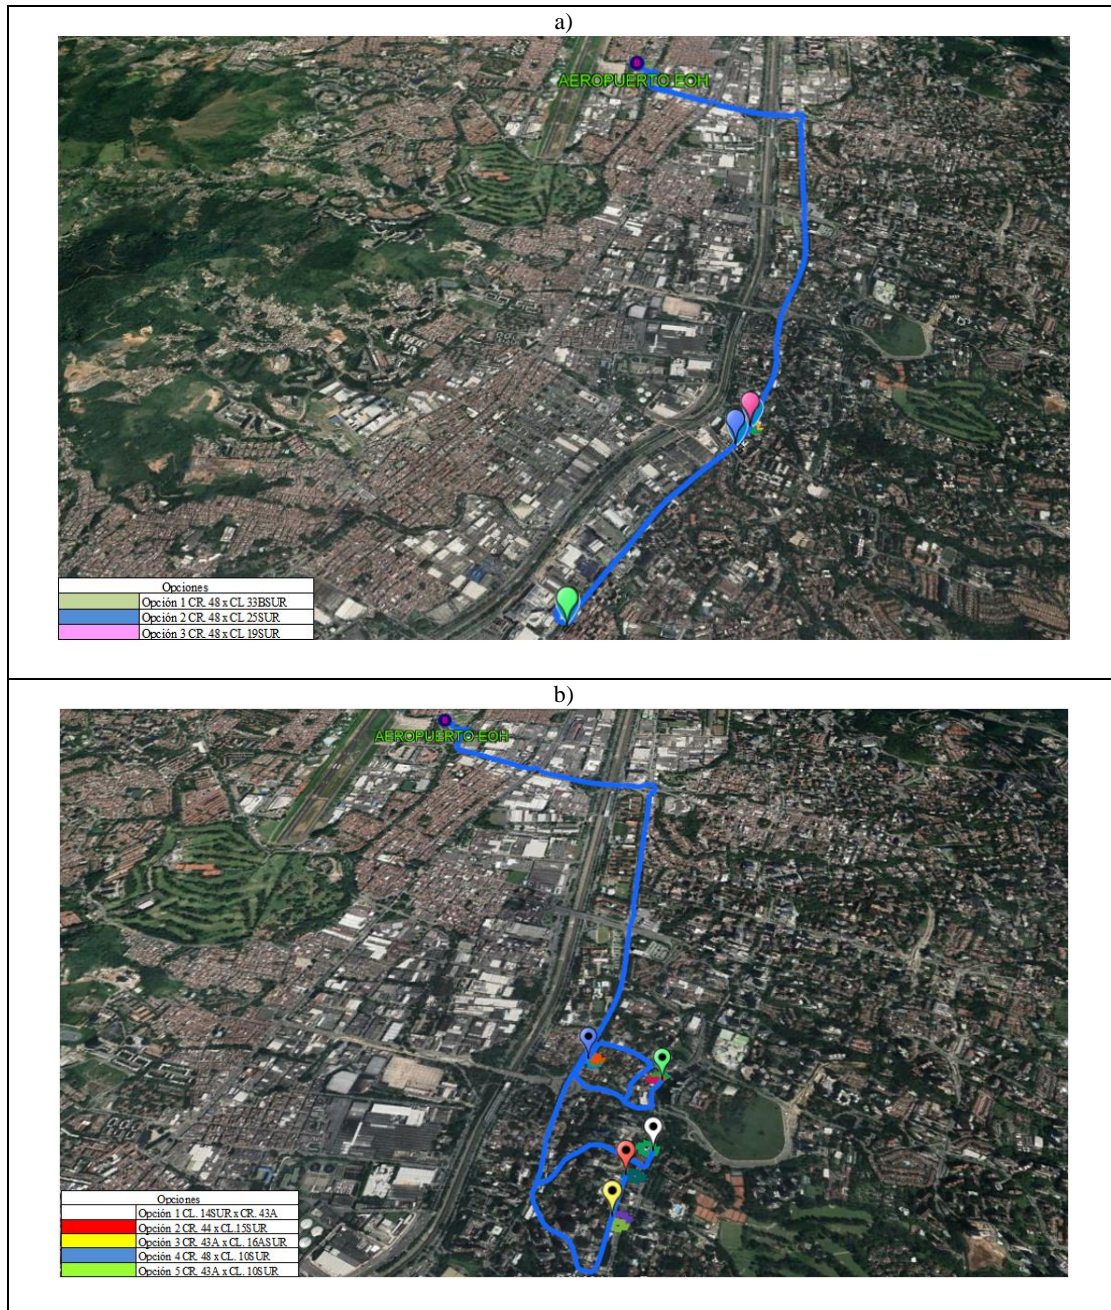 a)
AEROPUERTO EOH
Opciones
Opción 1 CR. 48 x CL 33BSUR
Opción 2 CR. 48 x CL 25SUR
Opción 3 CR. 48 x CL 19SUR
b)
AEROPUERTO EOH
Opciones
Opción 1 CL. 14SUR x CR. 43A
Opción 2 CR. 44 x CL.15SUR
Opción 3 CR. 43A x CL. 16ASUR
Opción 4 CR. 48 x CL. 10SUR
Opción 5 CR. 43A x CL. 10SUR